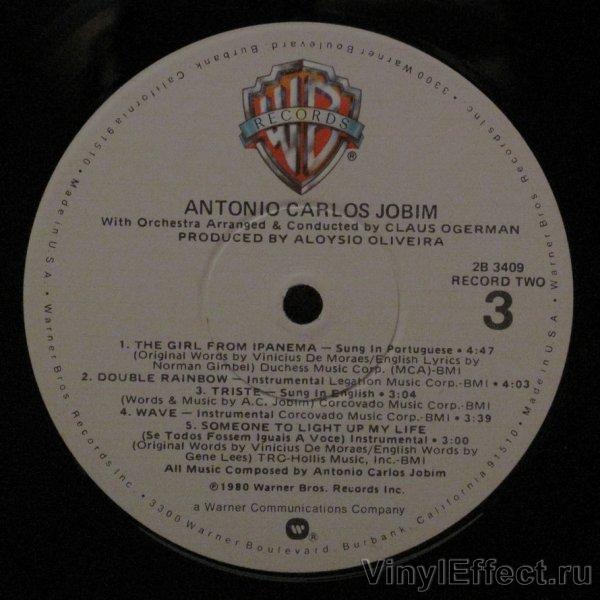 WB
RECORDS
®
ANTONIO CARLOS JOBIM
With Orchestra Arranged & Conducted by CLAUS OGERMAN
PRODUCED BY ALOYSIO OLIVEIRA
2B 3409
RECORD TWO
3
1. THE GIRL FROM IPANEMA — Sung In Portuguese • 4:47
(Original Words by Vinicius De Moraes/English Lyrics by
Norman Gimbel) Duchess Music Corp. (MCA)-BMI
2. DOUBLE RAINBOW — Instrumental Legation Music Corp.-BMI • 4:03
3. TRISTE — Sung in English • 3:04
(Words & Music by A.C. Jobim) Corcovado Music Corp.-BMI
4. WAVE — Instrumental Corcovado Music Corp.-BMI • 3:39
5. SOMEONE TO LIGHT UP MY LIFE
(Se Todos Fossem Iguais A Voce) Instrumental • 3:00
(Original Words by Vinicius De Moraes/English Words by
Gene Lees) TRC-Hollis Music, Inc.-BMI
All Music Composed by Antonio Carlos Jobim
℗1980 Warner Bros. Records Inc.
a Warner Communications Company
• Made in U.S.A. • Warner Bros. Records Inc. • 3300 Warner Boulevard, Burbank, California 91510 • Made in U.S.A. • Warner Bros. Records Inc. • 3300 Warner Boulevard, Burbank, California 91510
VinylEffect.ru